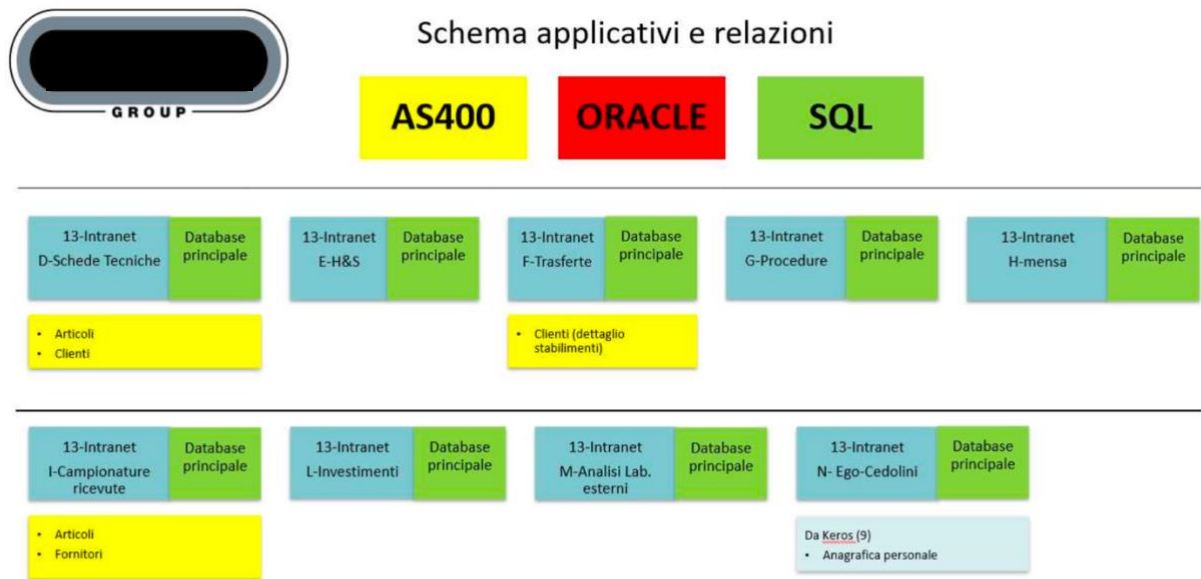 GROUP
Schema applicativi e relazioni
AS400
ORACLE
SQL
13-Intranet
D-Schede Tecniche
Database
principale
13-Intranet
E-H&S
Database
principale
13-Intranet
F-Trasferte
Database
principale
13-Intranet
G-Procedure
Database
principale
13-Intranet
H-mensa
Database
principale
• Articoli
• Clienti
• Clienti (dettaglio
stabilimenti)
13-Intranet
I-Campionature
ricevute
Database
principale
13-Intranet
L-Investimenti
Database
principale
13-Intranet
M-Analisi Lab.
esterni
Database
principale
13-Intranet
N- Ego-Cedolini
Database
principale
• Articoli
• Fornitori
Da Keros (9)
• Anagrafica personale